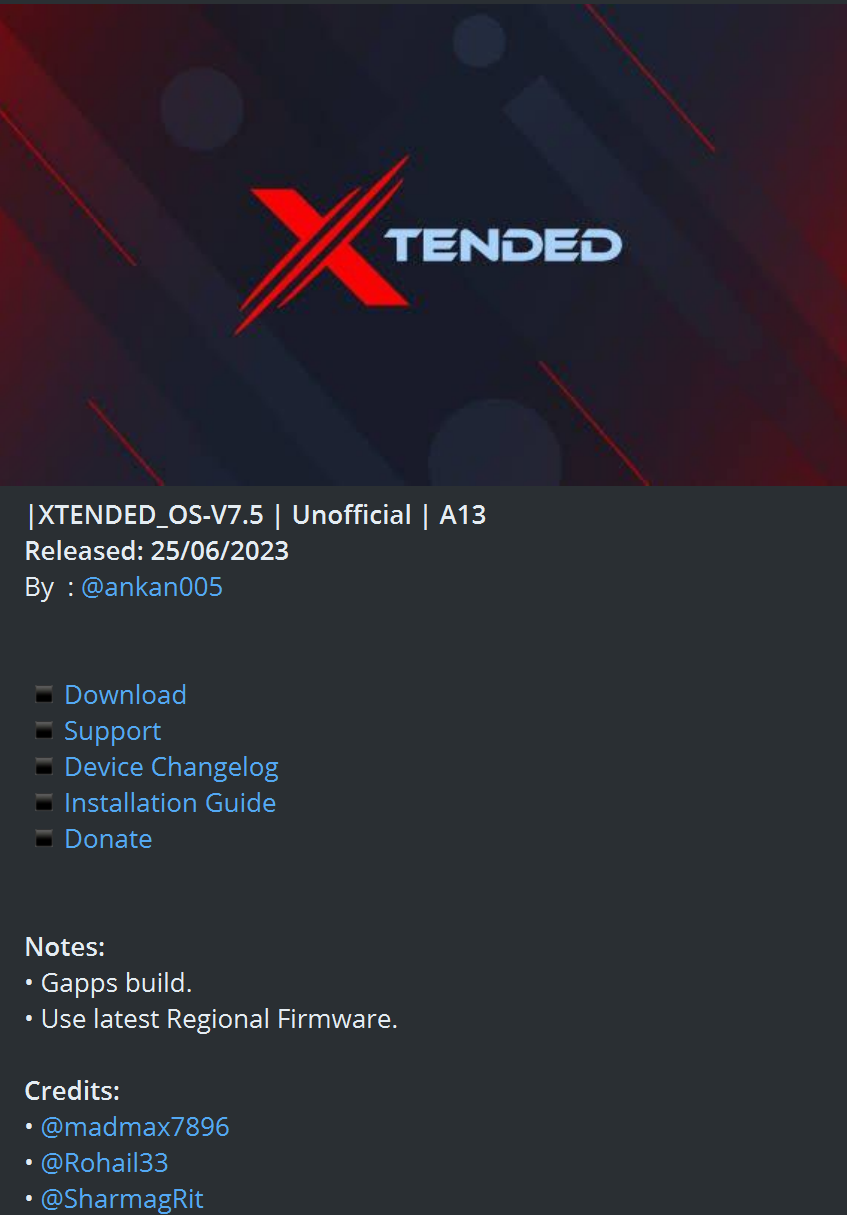 XTENDED
|XTENDED_OS-V7.5 | Unofficial | A13
Released: 25/06/2023
By : @ankan005
Download
Support
Device Changelog
Installation Guide
Donate
Notes:
• Gapps build.
• Use latest Regional Firmware.
Credits:
• @madmax7896
• @Rohail33
• @SharmagRit